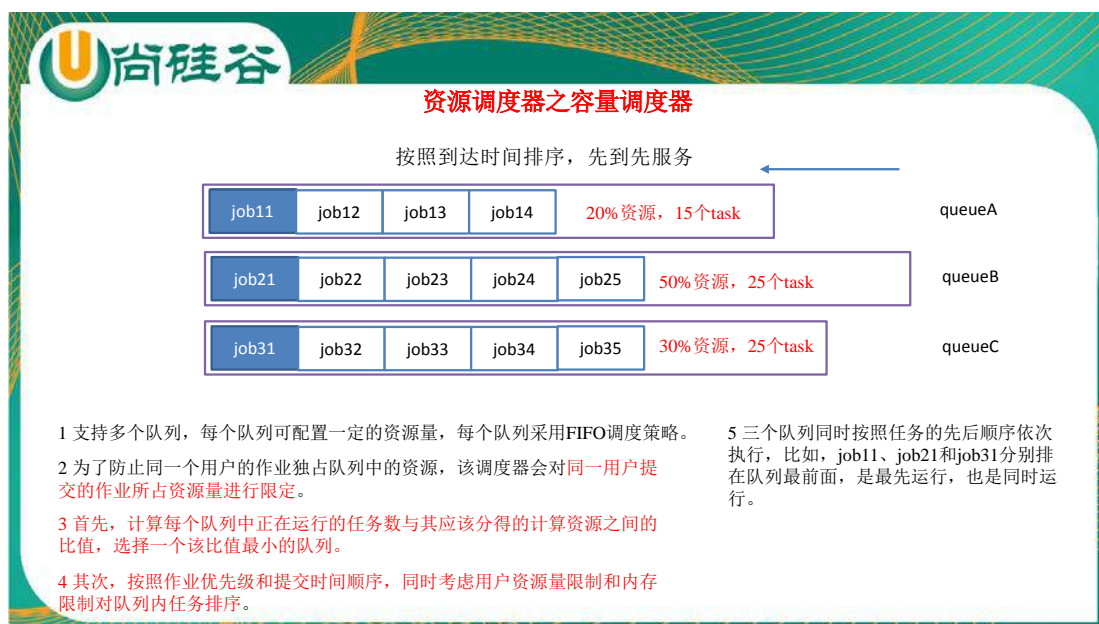 尚硅谷
资源调度器之容量调度器
按照到达时间排序，先到先服务
job11 job12 job13 job14 20%资源，15个task queueA
job21 job22 job23 job24 job25 50%资源，25个task queueB
job31 job32 job33 job34 job35 30%资源，25个task queueC
1 支持多个队列，每个队列可配置一定的资源量，每个队列采用FIFO调度策略。
2 为了防止同一个用户的作业独占队列中的资源，该调度器会对同一用户提
交的作业所占资源量进行限定。
3 首先，计算每个队列中正在运行的任务数与其应该分得的计算资源之间的
比值，选择一个该比值最小的队列。
4 其次，按照作业优先级和提交时间顺序，同时考虑用户资源量限制和内存
限制对队列内任务排序。
5 三个队列同时按照任务的先后顺序依次
执行，比如，job11、job21和job31分别排
在队列最前面，是最先运行，也是同时运
行。